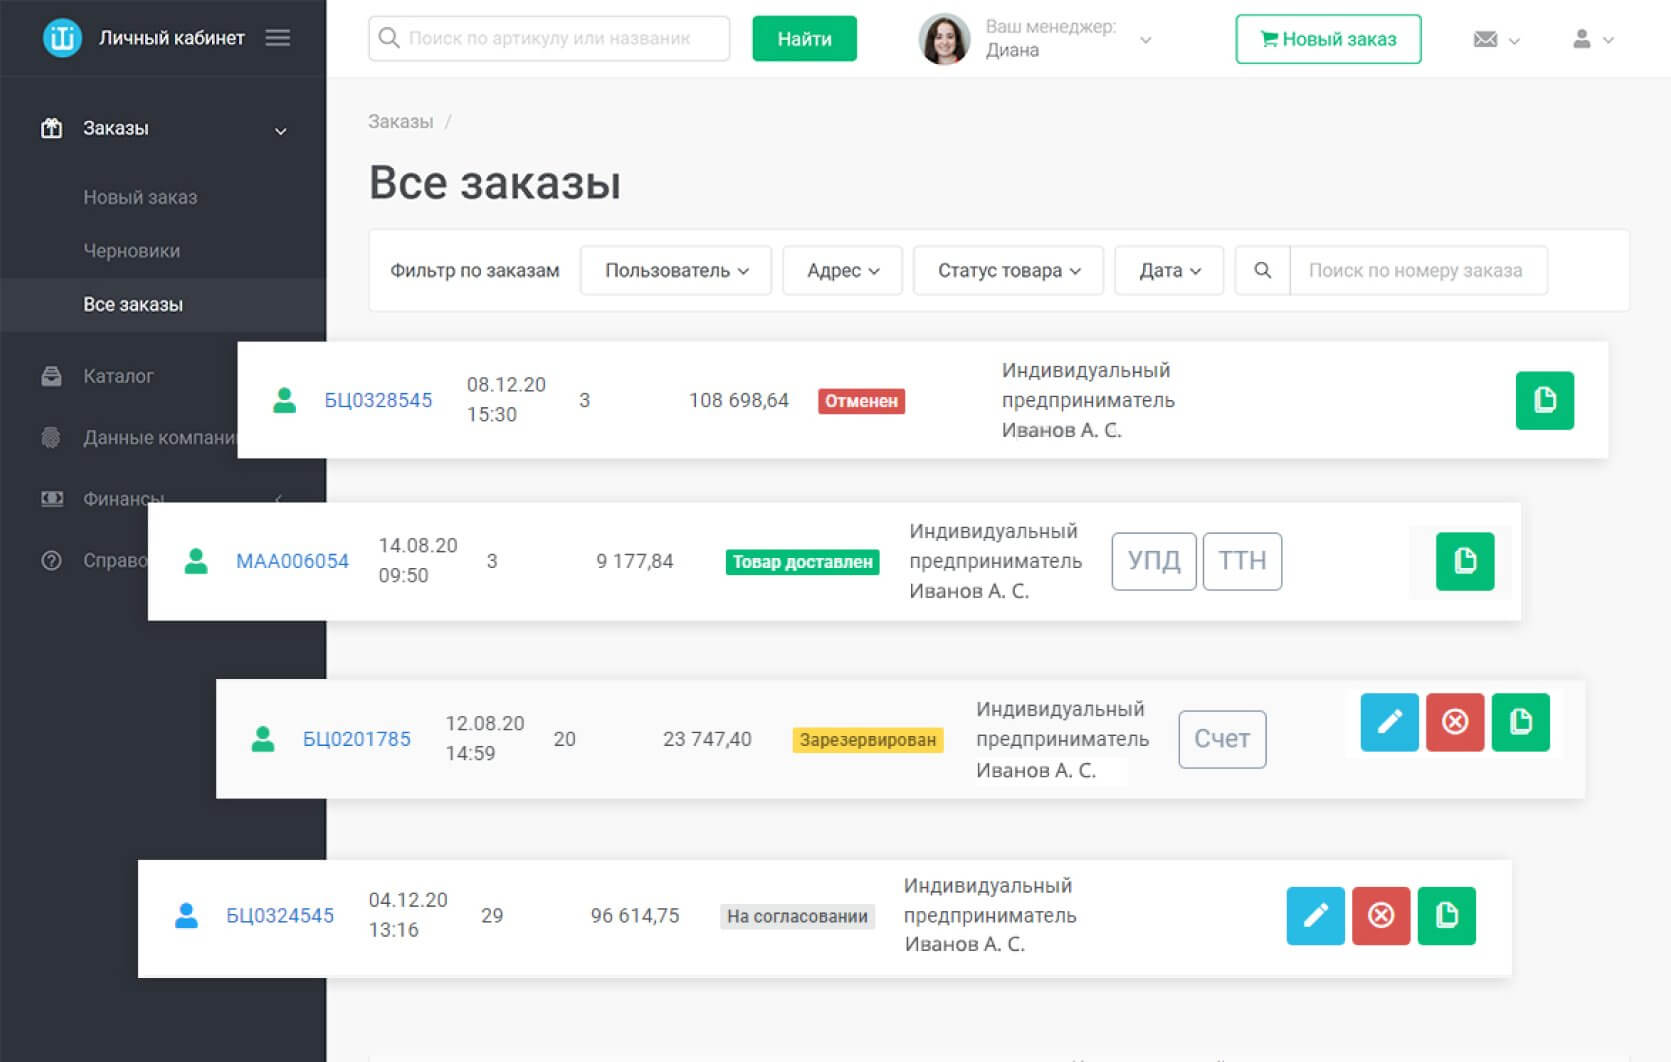 Личный кабинет
Поиск по артикулу или названик
Найти
Ваш менеджер:
Диана
Новый заказ
Заказы
Новый заказ
Черновики
Все заказы
Каталог
Данные компани
Финансы
Справо
Заказы /
Все заказы
Фильтр по заказам
Пользователь
Адрес
Статус товара
Дата
Поиск по номеру заказа
БЦ0328545
08.12.20
15:30
3
108 698,64
Отменен
Индивидуальный
предприниматель
Иванов А. С.
МАА006054
14.08.20
09:50
3
9 177,84
Товар доставлен
Индивидуальный
предприниматель
Иванов А. С.
УПД
ТТН
БЦ0201785
12.08.20
14:59
20
23 747,40
Зарезервирован
Индивидуальный
предприниматель
Иванов А. С.
Счет
БЦ0324545
04.12.20
13:16
29
96 614,75
На согласовании
Индивидуальный
предприниматель
Иванов А. С.